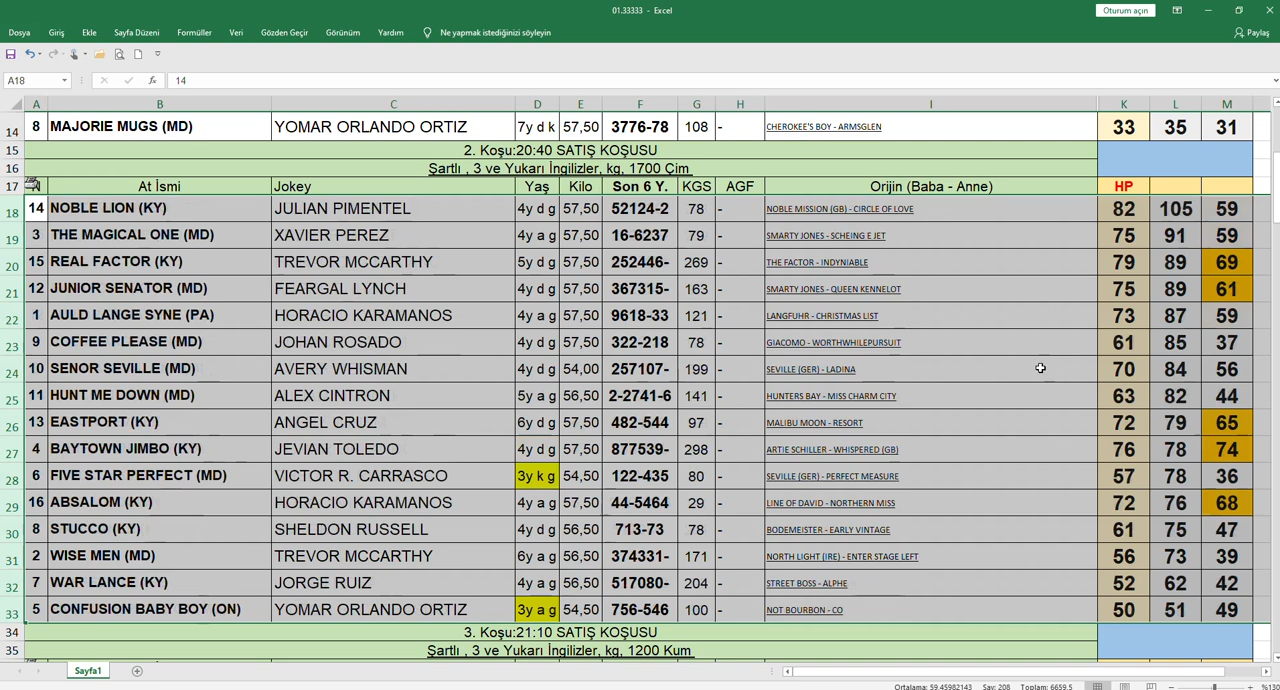 01.33333 - Excel
Oturum açın
Dosya Giriş Ekle Sayfa Düzeni Formüller Veri Gözden Geçir Görünüm Yardım Ne yapmak istediğinizi söyleyin Paylaş
A18 fx 14
A B C D E F G H I K L M
14 8 MAJORIE MUGS (MD) YOMAR ORLANDO ORTIZ 7y d k 57,50 3776-78 108 - CHEROKEE'S BOY - ARMSGLEN 33 35 31
15 2. Koşu:20:40 SATIŞ KOŞUSU
16 Şartlı , 3 ve Yukarı İngilizler, kg, 1700 Çim
17 At İsmi Jokey Yaş Kilo Son 6 Y. KGS AGF Orijin (Baba - Anne) HP
18 14 NOBLE LION (KY) JULIAN PIMENTEL 4y d g 57,50 52124-2 78 - NOBLE MISSION (GB) - CIRCLE OF LOVE 82 105 59
19 3 THE MAGICAL ONE (MD) XAVIER PEREZ 4y a g 57,50 16-6237 79 - SMARTY JONES - SCHEING E JET 75 91 59
20 15 REAL FACTOR (KY) TREVOR MCCARTHY 5y d g 57,50 252446- 269 - THE FACTOR - INDYNIABLE 79 89 69
21 12 JUNIOR SENATOR (MD) FEARGAL LYNCH 4y d g 57,50 367315- 163 - SMARTY JONES - QUEEN KENNELOT 75 89 61
22 1 AULD LANGE SYNE (PA) HORACIO KARAMANOS 4y a g 57,50 9618-33 121 - LANGFUHR - CHRISTMAS LIST 73 87 59
23 9 COFFEE PLEASE (MD) JOHAN ROSADO 4y d g 57,50 322-218 78 - GIACOMO - WORTHWHILEPURSUIT 61 85 37
24 10 SENOR SEVILLE (MD) AVERY WHISMAN 4y d g 54,00 257107- 199 - SEVILLE (GER) - LADINA 70 84 56
25 11 HUNT ME DOWN (MD) ALEX CINTRON 5y a g 56,50 2-2741-6 141 - HUNTERS BAY - MISS CHARM CITY 63 82 44
26 13 EASTPORT (KY) ANGEL CRUZ 6y d g 57,50 482-544 97 - MALIBU MOON - RESORT 72 79 65
27 4 BAYTOWN JIMBO (KY) JEVIAN TOLEDO 4y d g 57,50 877539- 298 - ARTIE SCHILLER - WHISPERED (GB) 76 78 74
28 6 FIVE STAR PERFECT (MD) VICTOR R. CARRASCO 3y k g 54,50 122-435 80 - SEVILLE (GER) - PERFECT MEASURE 57 78 36
29 16 ABSALOM (KY) HORACIO KARAMANOS 4y a g 57,50 44-5464 29 - LINE OF DAVID - NORTHERN MISS 72 76 68
30 8 STUCCO (KY) SHELDON RUSSELL 4y d g 56,50 713-73 78 - BODEMEISTER - EARLY VINTAGE 61 75 47
31 2 WISE MEN (MD) TREVOR MCCARTHY 6y a g 56,50 374331- 171 - NORTH LIGHT (IRE) - ENTER STAGE LEFT 56 73 39
32 7 WAR LANCE (KY) JORGE RUIZ 4y a g 56,50 517080- 204 - STREET BOSS - ALPHE 52 62 42
33 5 CONFUSION BABY BOY (ON) YOMAR ORLANDO ORTIZ 3y a g 54,50 756-546 100 - NOT BOURBON - CO 50 51 49
34 3. Koşu:21:10 SATIŞ KOŞUSU
35 Şartlı , 3 ve Yukarı İngilizler, kg, 1200 Kum
Sayfa1
Ortalama: 59,45982143 Say: 208 Toplam: 6659,5 %130